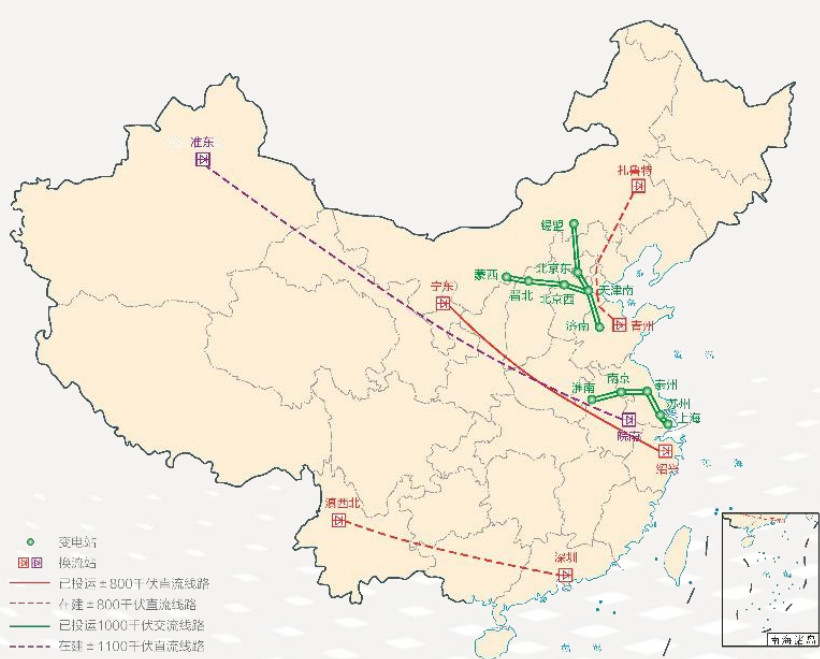 准东
扎鲁特
锡盟
蒙西
北京东
宁东
晋北
北京西
天津南
济南
青州
淮南
南京
泰州
苏州
上海
皖南
绍兴
滇西北
深圳
变电站
换流站
已投运±800千伏直流线路
在建±800千伏直流线路
已投运1000千伏交流线路
在建±1100千伏直流线路
南海诸岛